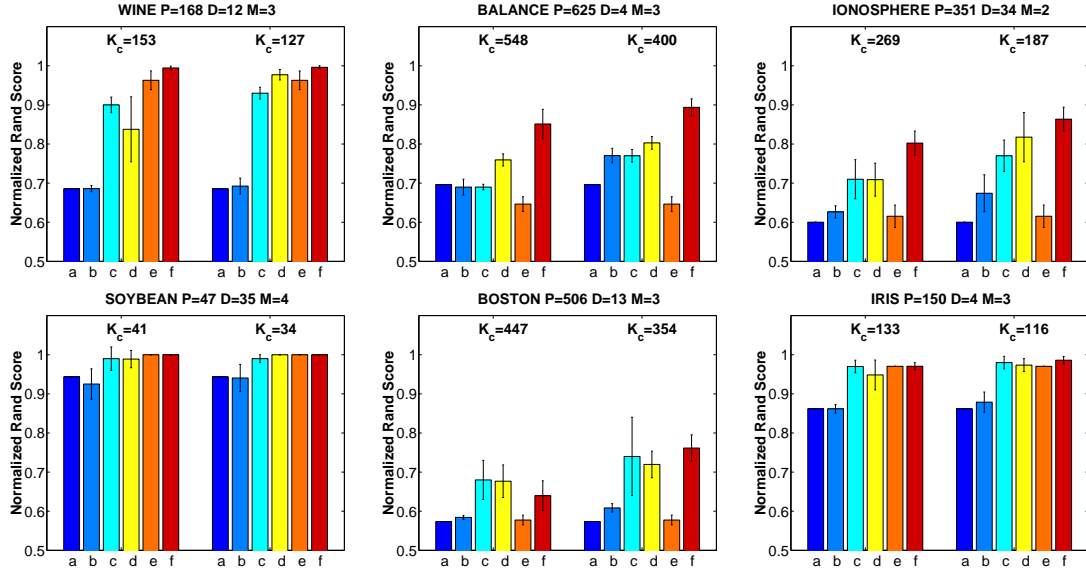 WINE P=168 D=12 M=3
K_c=153 K_c=127
Normalized Rand Score
1
0.9
0.8
0.7
0.6
0.5
a b c d e f a b c d e f
BALANCE P=625 D=4 M=3
K_c=548 K_c=400
Normalized Rand Score
1
0.9
0.8
0.7
0.6
0.5
a b c d e f a b c d e f
IONOSPHERE P=351 D=34 M=2
K_c=269 K_c=187
Normalized Rand Score
1
0.9
0.8
0.7
0.6
0.5
a b c d e f a b c d e f
SOYBEAN P=47 D=35 M=4
K_c=41 K_c=34
Normalized Rand Score
1
0.9
0.8
0.7
0.6
0.5
a b c d e f a b c d e f
BOSTON P=506 D=13 M=3
K_c=447 K_c=354
Normalized Rand Score
1
0.9
0.8
0.7
0.6
0.5
a b c d e f a b c d e f
IRIS P=150 D=4 M=3
K_c=133 K_c=116
Normalized Rand Score
1
0.9
0.8
0.7
0.6
0.5
a b c d e f a b c d e f